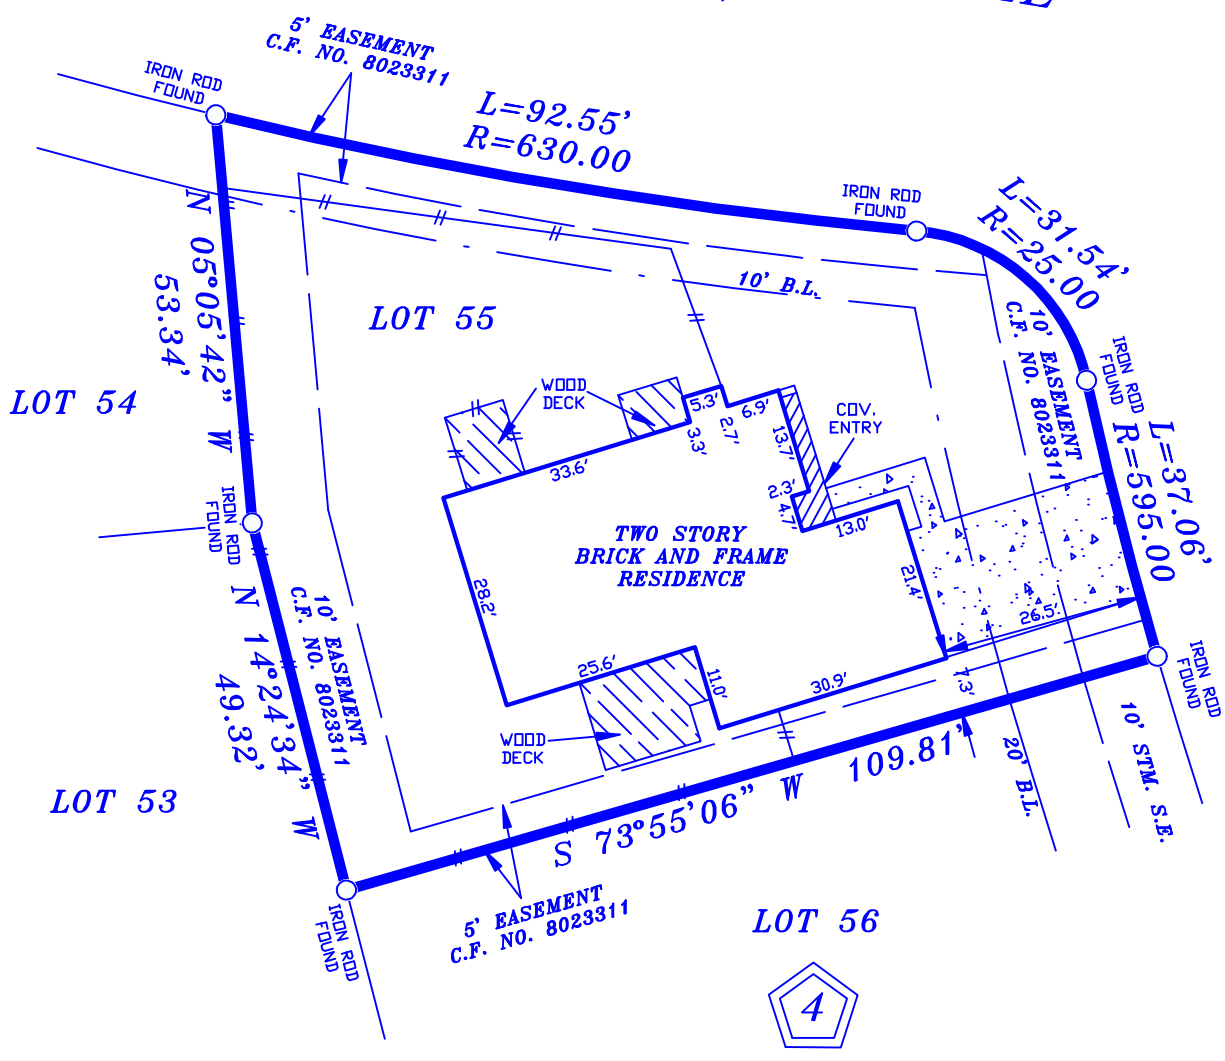 5' EASEMENT
C.F. NO. 8023311
IRON ROD
FOUND
L=92.55'
R=630.00
IRON ROD
FOUND
L=31.54'
R=25.00
N 05°05'42" W
53.34'
10' B.L.
LOT 55
10' EASEMENT
C.F. NO. 8023311
IRON ROD
FOUND
LOT 54
WOOD
DECK
5.3'
3.3'
2.7'
6.9'
13.7'
COV.
ENTRY
L=37.06'
R=595.00
33.6'
2.3'
4.7'
13.0'
IRON ROD
FOUND
TWO STORY
BRICK AND FRAME
RESIDENCE
28.2'
21.4'
26.5'
N 14°24'34" W
49.32'
10' EASEMENT
C.F. NO. 8023311
25.6'
11.0'
30.9'
7.3'
IRON ROD
FOUND
WOOD
DECK
LOT 53
S 73°55'06" W 109.81'
20' B.L.
10' STM. S.E.
5' EASEMENT
C.F. NO. 8023311
IRON ROD
FOUND
LOT 56
4